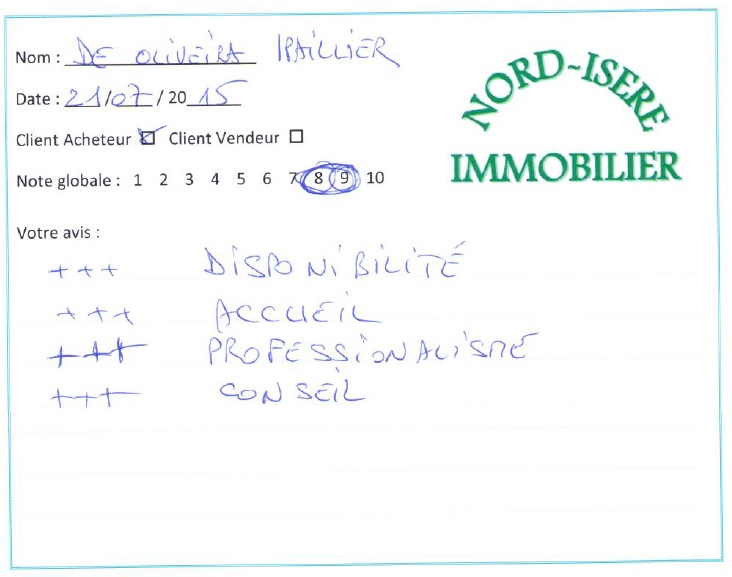 Nom : DE OLIVEIRA IPAILLIER
Date : 21/07/2015
Client Acheteur ☑ Client Vendeur ☐
Note globale : 1 2 3 4 5 6 7 8 9 10
NORD-ISERE
IMMOBILIER
Votre avis :
+++ DISPONIBILITÉ
+++ ACCUEIL
+++ PROFESSIONALISME
+++ CONSEIL